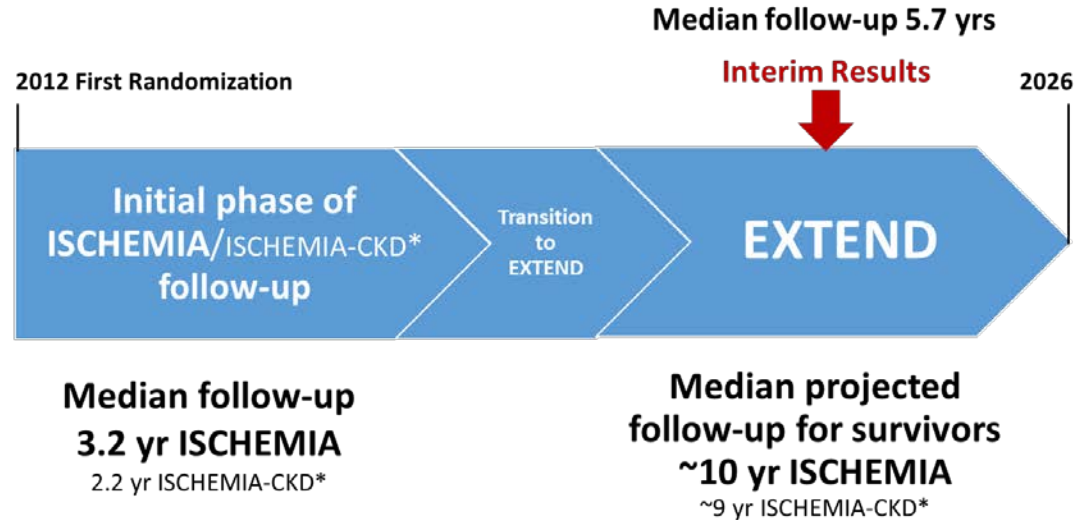 Median follow-up 5.7 yrs
Interim Results
2012 First Randomization
2026
Initial phase of
ISCHEMIA/ISCHEMIA-CKD*
follow-up
Transition
to
EXTEND
EXTEND
Median follow-up
3.2 yr ISCHEMIA
2.2 yr ISCHEMIA-CKD*
Median projected
follow-up for survivors
~10 yr ISCHEMIA
~9 yr ISCHEMIA-CKD*